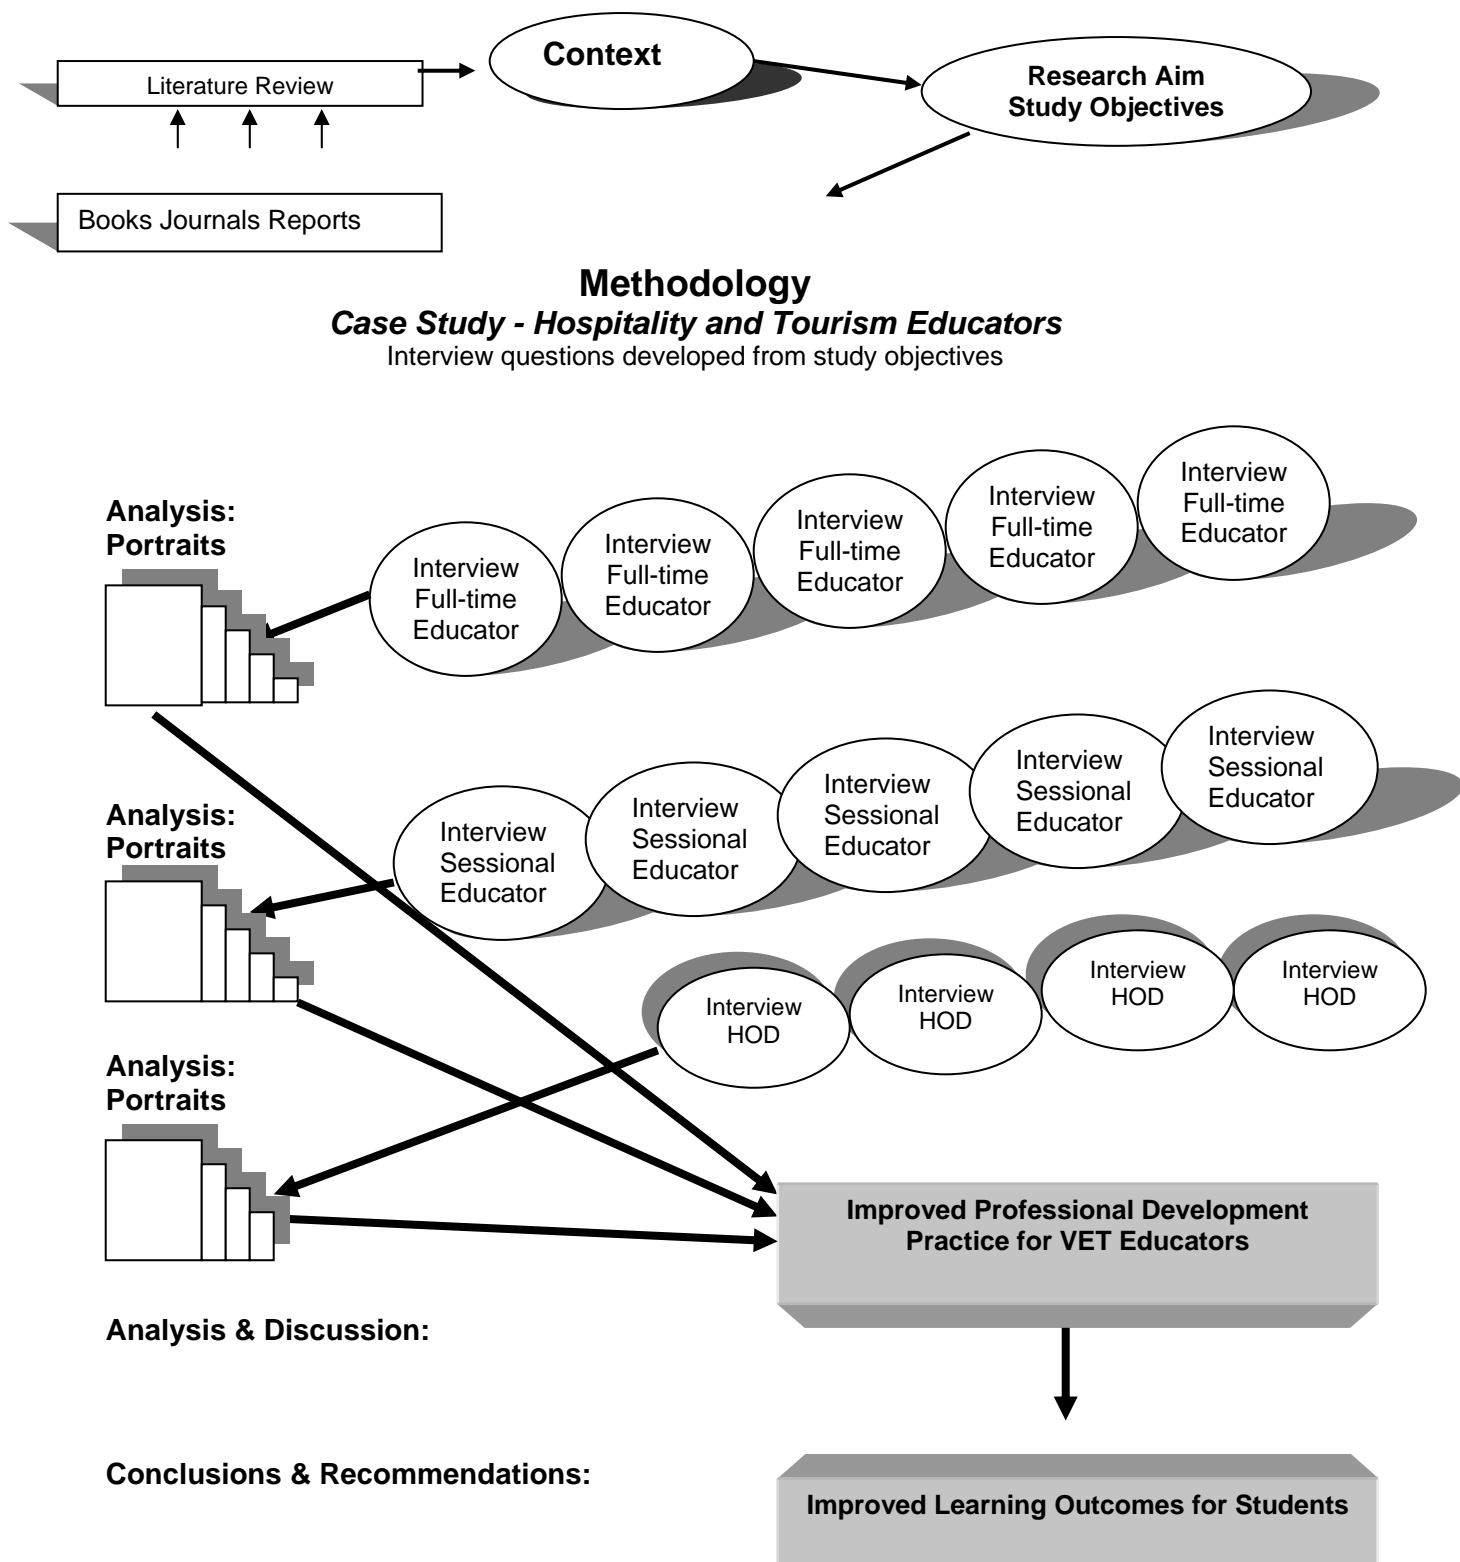 Context
Literature Review
Research Aim
Study Objectives
Books Journals Reports
Methodology
Case Study - Hospitality and Tourism Educators
Interview questions developed from study objectives
Analysis:
Portraits
Interview
Full-time
Educator
Interview
Full-time
Educator
Interview
Full-time
Educator
Interview
Full-time
Educator
Interview
Full-time
Educator
Analysis:
Portraits
Interview
Sessional
Educator
Interview
Sessional
Educator
Interview
Sessional
Educator
Interview
Sessional
Educator
Interview
Sessional
Educator
Analysis:
Portraits
Interview
HOD
Interview
HOD
Interview
HOD
Interview
HOD
Improved Professional Development
Practice for VET Educators
Analysis & Discussion:
Conclusions & Recommendations:
Improved Learning Outcomes for Students